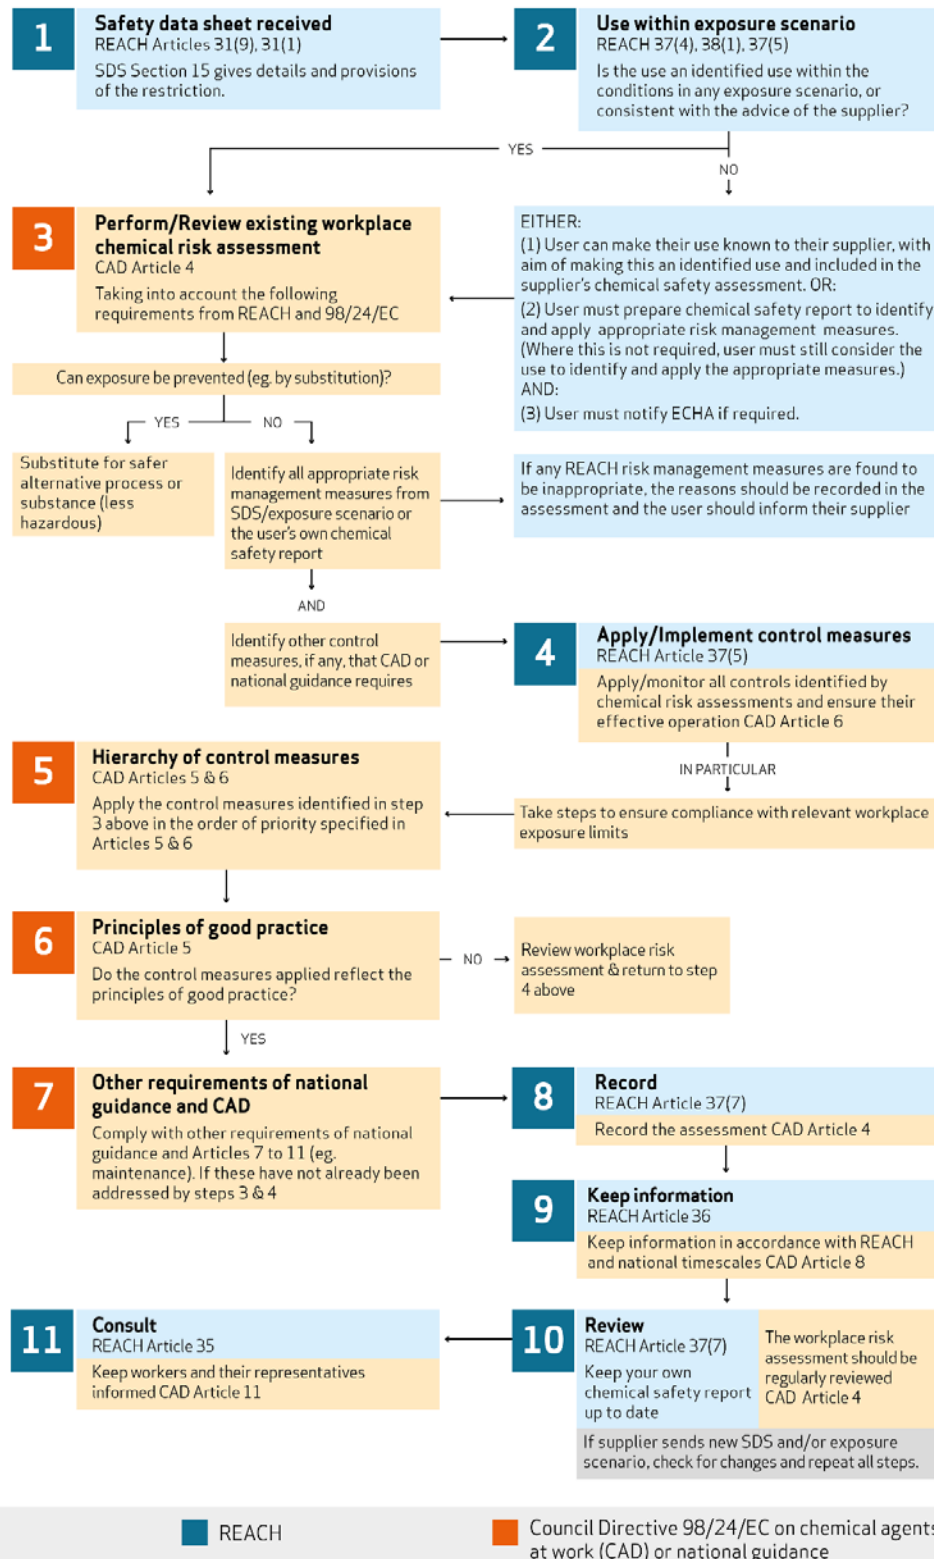 1
Safety data sheet received
REACH Articles 31(9), 31(1)
SDS Section 15 gives details and provisions
of the restriction.
2
Use within exposure scenario
REACH 37(4), 38(1), 37(5)
Is the use an identified use within the
conditions in any exposure scenario, or
consistent with the advice of the supplier?
YES
NO
3
Perform/Review existing workplace
chemical risk assessment
CAD Article 4
Taking into account the following
requirements from REACH and 98/24/EC
EITHER:
(1) User can make their use known to their supplier, with
aim of making this an identified use and included in the
supplier's chemical safety assessment. OR:
(2) User must prepare chemical safety report to identify
and apply appropriate risk management measures.
(Where this is not required, user must still consider the
use to identify and apply the appropriate measures.)
AND:
(3) User must notify ECHA if required.
Can exposure be prevented (eg. by substitution)?
YES
NO
Substitute for safer
alternative process or
substance (less
hazardous)
Identify all appropriate risk
management measures from
SDS/exposure scenario or
the user's own chemical
safety report
If any REACH risk management measures are found to
be inappropriate, the reasons should be recorded in the
assessment and the user should inform their supplier
AND
Identify other control
measures, if any, that CAD or
national guidance requires
4
Apply/Implement control measures
REACH Article 37(5)
Apply/monitor all controls identified by
chemical risk assessments and ensure their
effective operation CAD Article 6
IN PARTICULAR
Take steps to ensure compliance with relevant workplace
exposure limits
5
Hierarchy of control measures
CAD Articles 5 & 6
Apply the control measures identified in step
3 above in the order of priority specified in
Articles 5 & 6
6
Principles of good practice
CAD Article 5
Do the control measures applied reflect the
principles of good practice?
NO
Review workplace risk
assessment & return to step
4 above
YES
7
Other requirements of national
guidance and CAD
Comply with other requirements of national
guidance and Articles 7 to 11 (eg.
maintenance). If these have not already been
addressed by steps 3 & 4
8
Record
REACH Article 37(7)
Record the assessment CAD Article 4
9
Keep information
REACH Article 36
Keep information in accordance with REACH
and national timescales CAD Article 8
10
Review
REACH Article 37(7)
Keep your own
chemical safety report
up to date
The workplace risk
assessment should be
regularly reviewed
CAD Article 4
If supplier sends new SDS and/or exposure
scenario, check for changes and repeat all steps.
11
Consult
REACH Article 35
Keep workers and their representatives
informed CAD Article 11
REACH
Council Directive 98/24/EC on chemical agents
at work (CAD) or national guidance